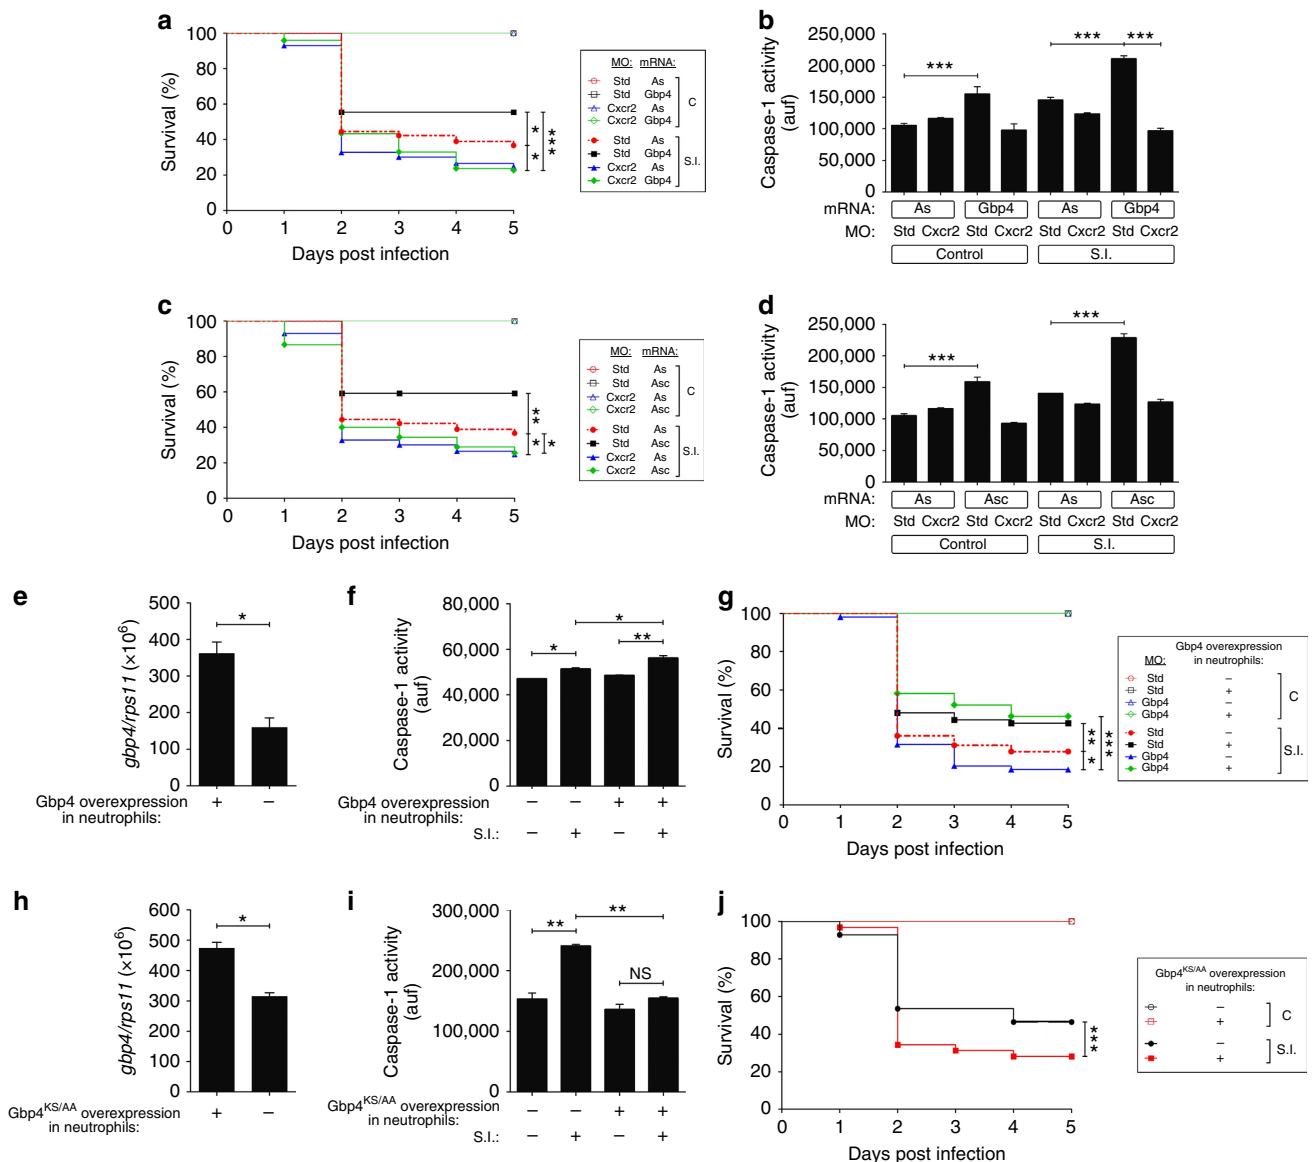 a
Survival (%)
100
80
60
40
20
0
0 1 2 3 4 5
Days post infection
* * ***
MO: mRNA:
Std As
Std Gbp4
Cxcr2 As
Cxcr2 Gbp4
C
Std As
Std Gbp4
Cxcr2 As
Cxcr2 Gbp4
S.I.
b
Caspase-1 activity
(auf)
250,000
200,000
150,000
100,000
50,000
0
*** *** ***
mRNA: As Gbp4 As Gbp4
MO: Std Cxcr2 Std Cxcr2 Std Cxcr2 Std Cxcr2
Control S.I.
c
Survival (%)
100
80
60
40
20
0
0 1 2 3 4 5
Days post infection
** * *
MO: mRNA:
Std As
Std Asc
Cxcr2 As
Cxcr2 Asc
C
Std As
Std Asc
Cxcr2 As
Cxcr2 Asc
S.I.
d
Caspase-1 activity
(auf)
250,000
200,000
150,000
100,000
50,000
0
*** ***
mRNA: As Asc As Asc
MO: Std Cxcr2 Std Cxcr2 Std Cxcr2 Std Cxcr2
Control S.I.
e
gbp4/rps11 (×10⁶)
500
400
300
200
100
0
*
Gbp4 overexpression
in neutrophils:
+ −
f
Caspase-1 activity
(auf)
80,000
60,000
40,000
20,000
0
* ** *
Gbp4 overexpression
in neutrophils:
− − + +
S.I.: − + − +
g
Survival (%)
100
80
60
40
20
0
0 1 2 3 4 5
Days post infection
** * ***
Gbp4 overexpression
MO: in neutrophils:
Std −
Std +
Gbp4 −
Gbp4 +
C
Std −
Std +
Gbp4 −
Gbp4 +
S.I.
h
gbp4/rps11 (×10⁶)
600
500
400
300
200
100
0
*
Gbp4ᴷˢ/ᴬᴬ overexpression
in neutrophils:
+ −
i
Caspase-1 activity
(auf)
300,000
200,000
100,000
0
** ** NS
Gbp4ᴷˢ/ᴬᴬ overexpression
in neutrophils:
− − + +
S.I.: − + − +
j
Survival (%)
100
80
60
40
20
0
0 1 2 3 4 5
Days post infection
***
Gbp4ᴷˢ/ᴬᴬ overexpression
in neutrophils:
−
+
C
−
+
S.I.